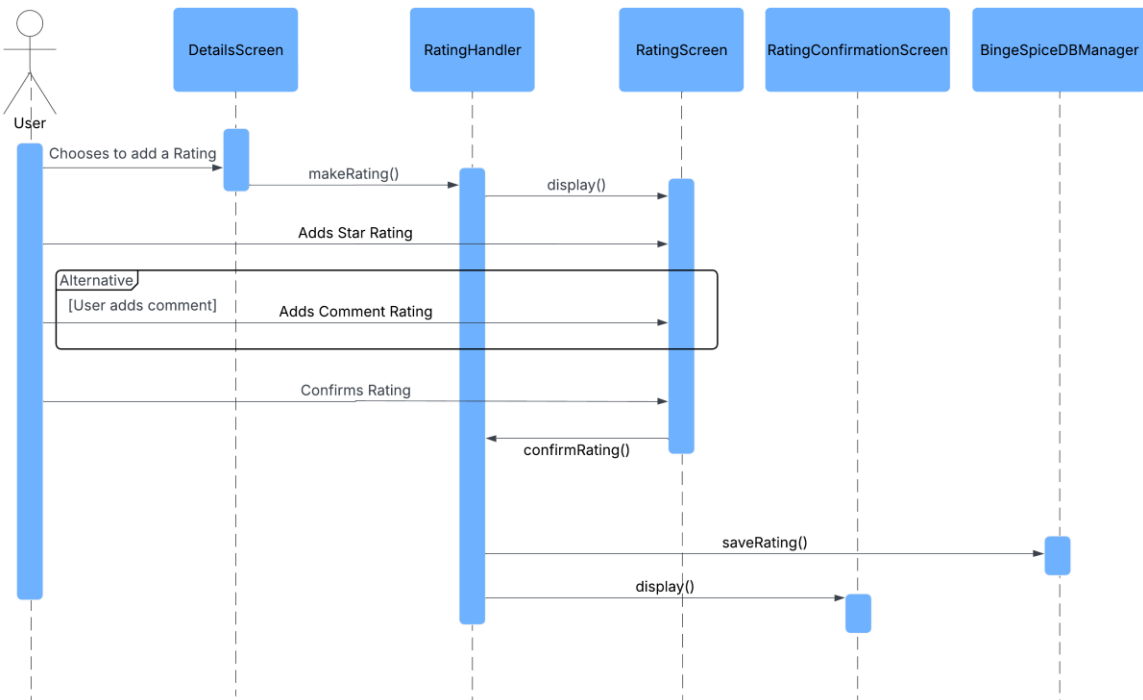 DetailsScreen
RatingHandler
RatingScreen
RatingConfirmationScreen
BingeSpiceDBManager
User
Chooses to add a Rating
makeRating()
display()
Adds Star Rating
Alternative
[User adds comment]
Adds Comment Rating
Confirms Rating
confirmRating()
saveRating()
display()